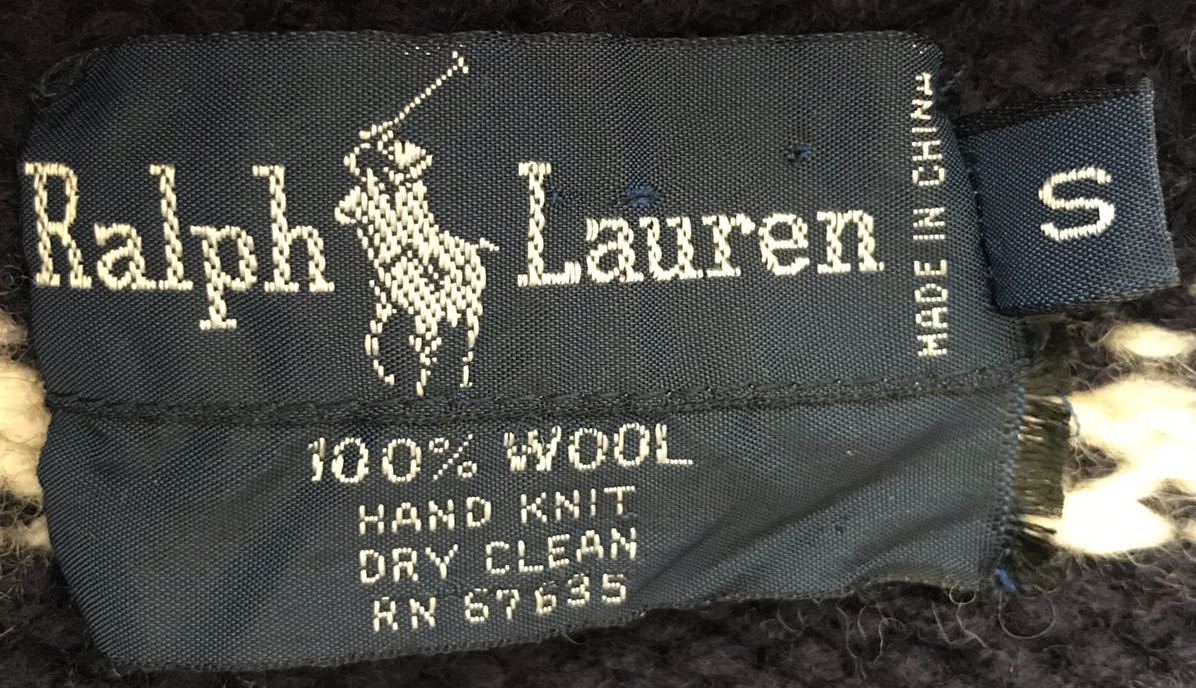 Ralph Lauren
MADE IN CHINA
S
100% WOOL
HAND KNIT
DRY CLEAN
RN 67635